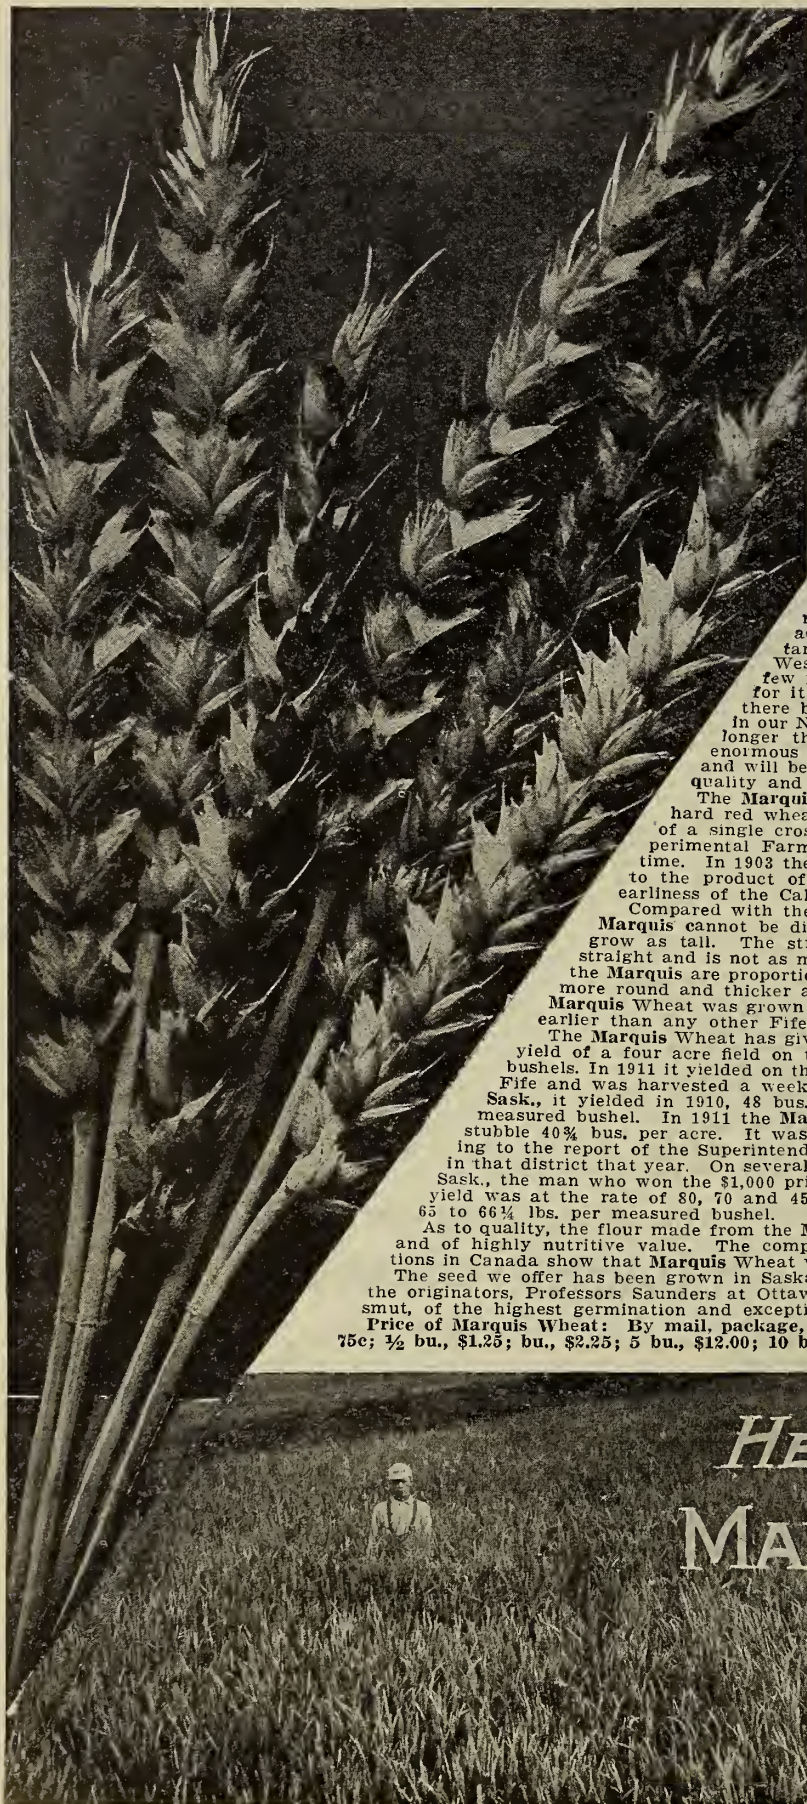 tar
Wes
few
for it
there b
in our N
longer th
enormous
and will be
quality and
The Marqui
hard red whea
of a single cros
perimental Farm
time. In 1903 the
to the product of
earliness of the Cal
Compared with the
Marquis cannot be di
grow as tall. The str
straight and is not as m
the Marquis are proportio
more round and thicker a
Marquis Wheat was grown
earlier than any other Fife
The Marquis Wheat has giv
yield of a four acre field on t
bushels. In 1911 it yielded on th
Fife and was harvested a week
Sask., it yielded in 1910, 48 bus.
measured bushel. In 1911 the Ma
stubble 40¾ bus. per acre. It was
ing to the report of the Superintend
in that district that year. On several
Sask., the man who won the $1,000 pri
yield was at the rate of 80, 70 and 45
65 to 66¼ lbs. per measured bushel.
As to quality, the flour made from the M
and of highly nutritive value. The comp
tions in Canada show that Marquis Wheat w
The seed we offer has been grown in Saska
the originators, Professors Saunders at Ottaw
smut, of the highest germination and excepti
Price of Marquis Wheat: By mail, package,
75c; ½ bu., $1.25; bu., $2.25; 5 bu., $12.00; 10 b
HE
MA